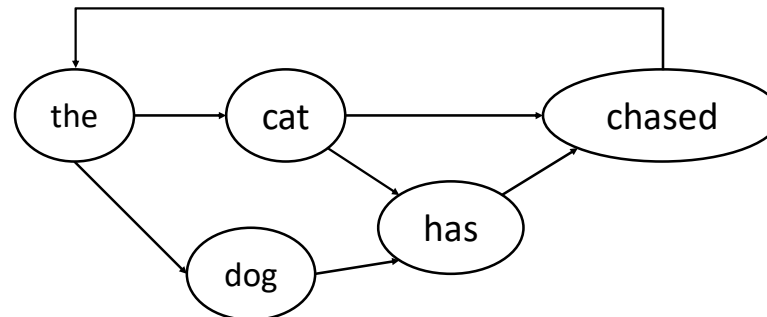 the
cat
chased
has
dog